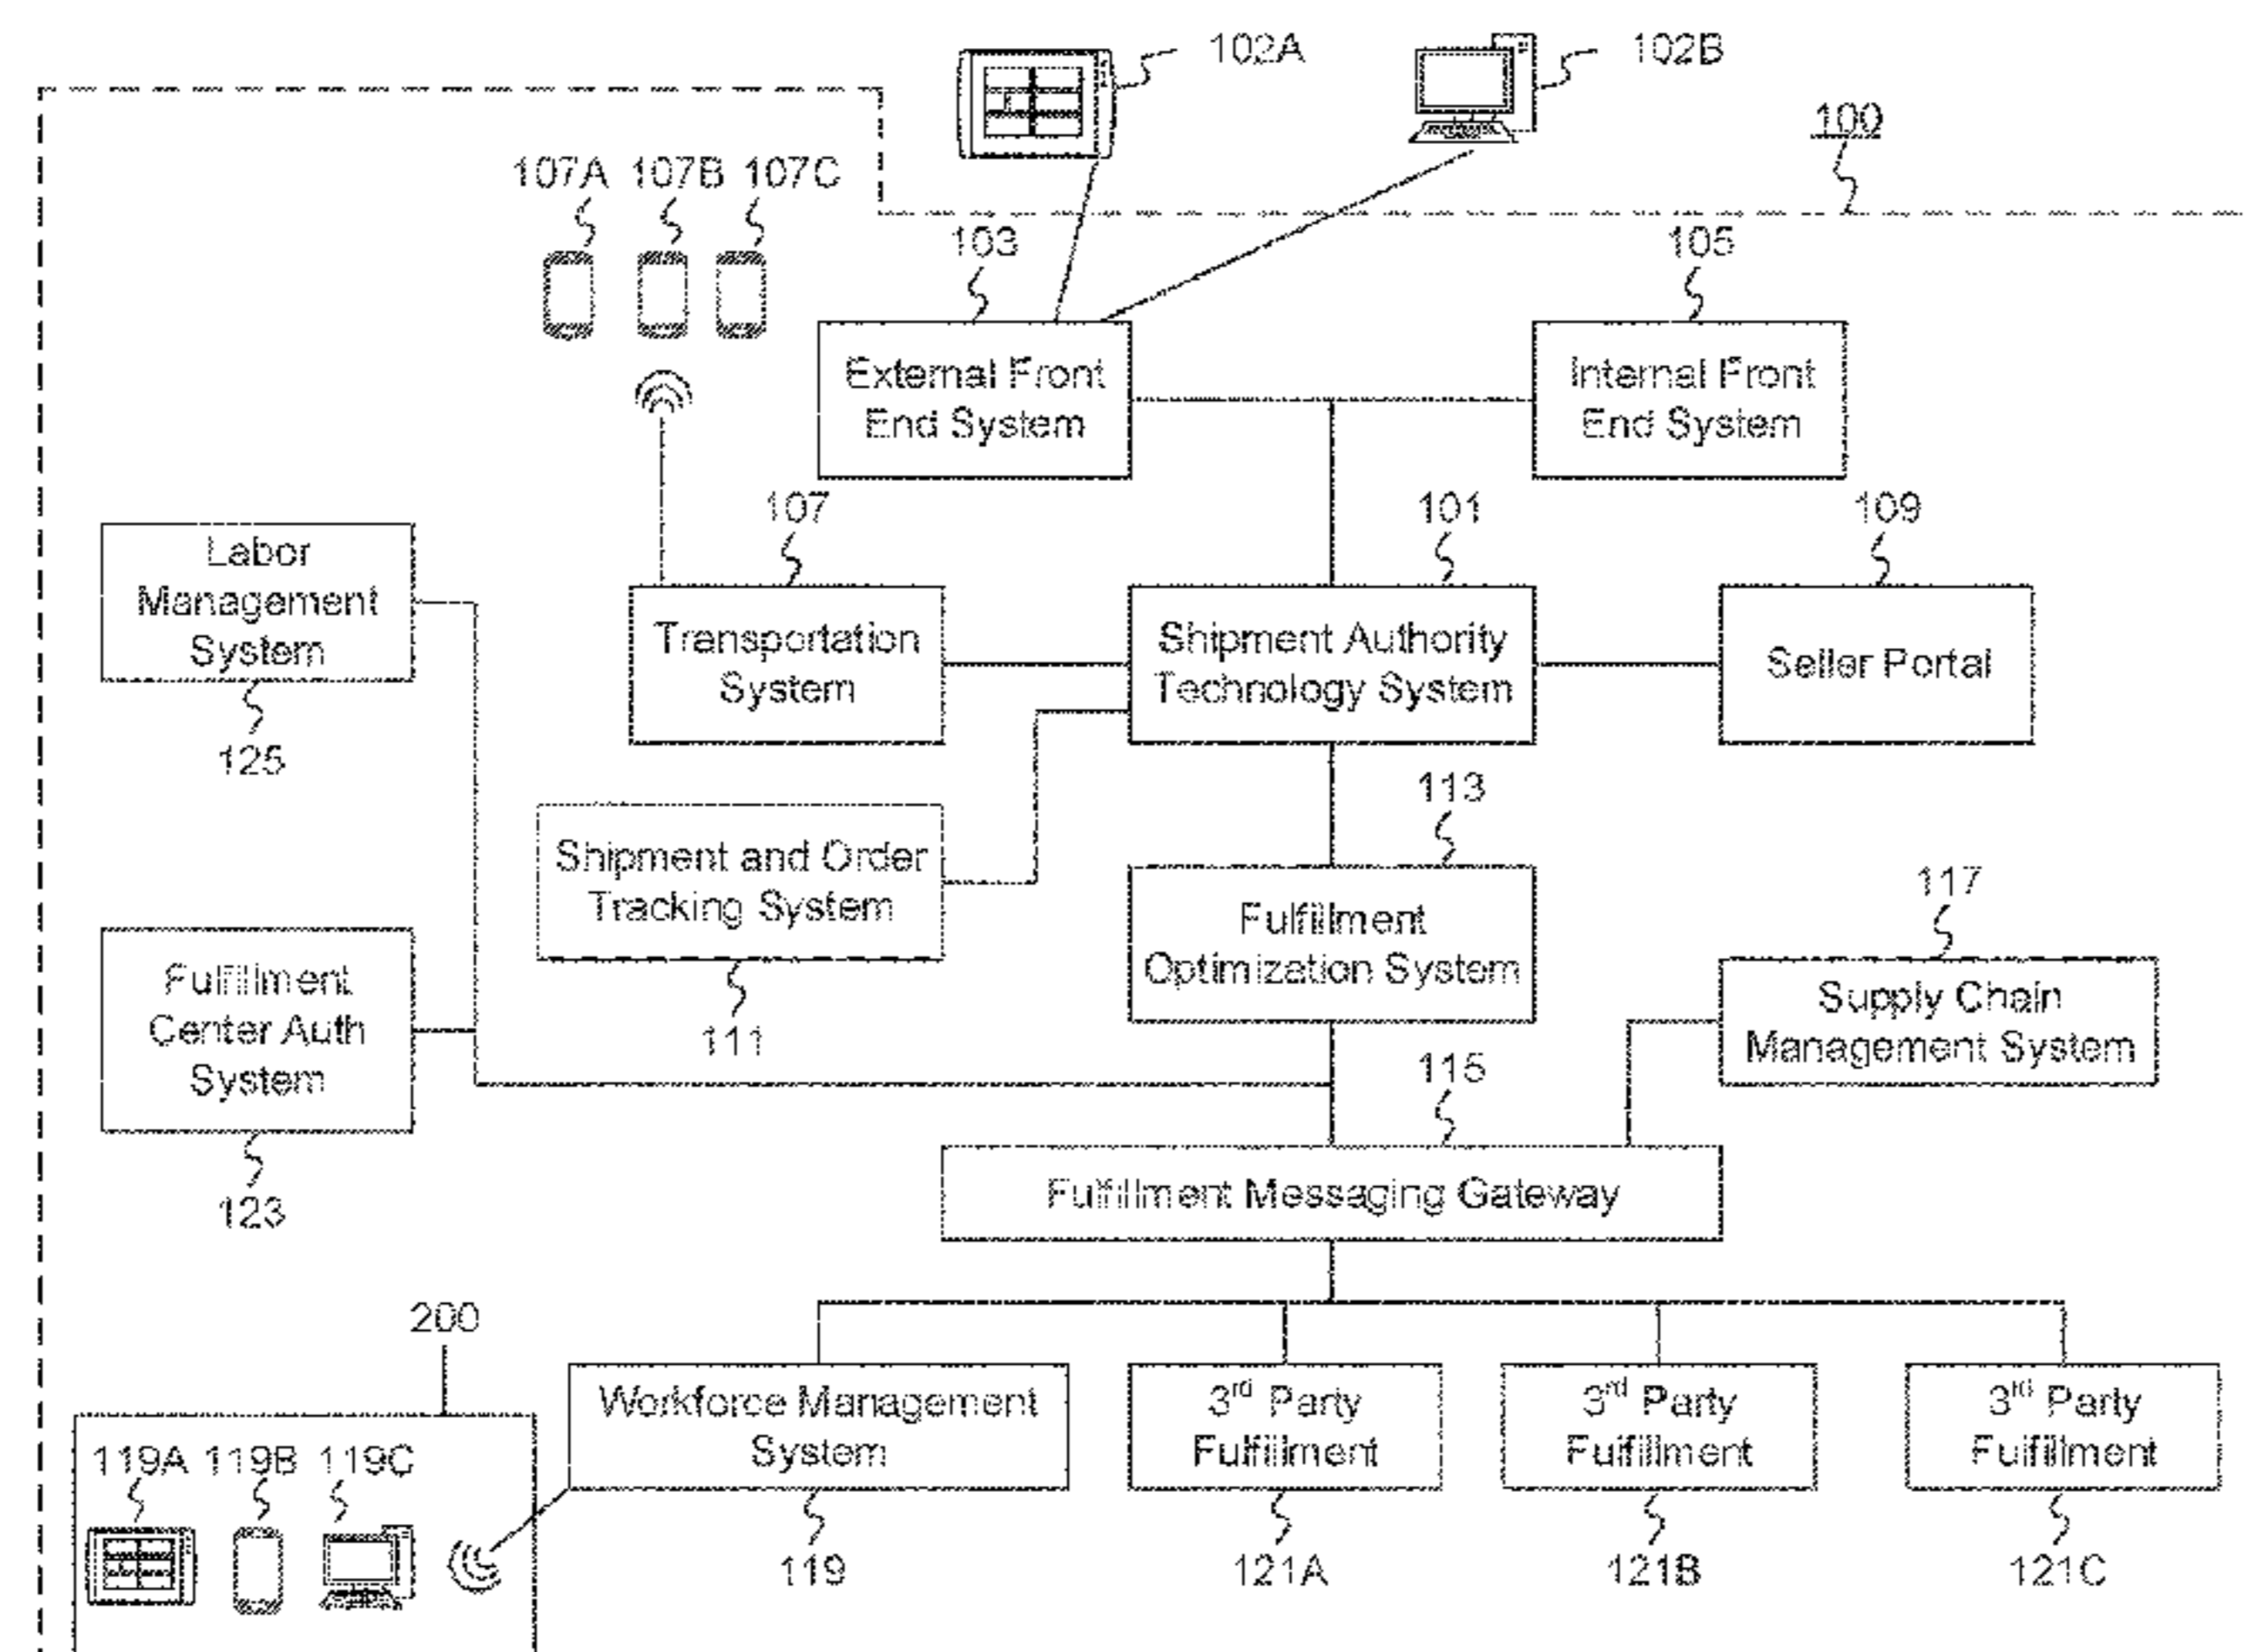 102A
102B
100
107A 107B 107C
103
105
External Front
End System
Internal Front
End System
107
101
109
Labor
Management
System
Transportation
System
Shipment Authority
Technology System
Seller Portal
125
113
Shipment and Order
Tracking System
117
Fulfillment
Optimization System
Fulfillment
Center Auth
System
Supply Chain
Management System
111
115
123
Fulfillment Messaging Gateway
200
Workforce Management
System
3rd Party
Fulfillment
3rd Party
Fulfillment
3rd Party
Fulfillment
119A 119B 119C
119
121A
121B
121C